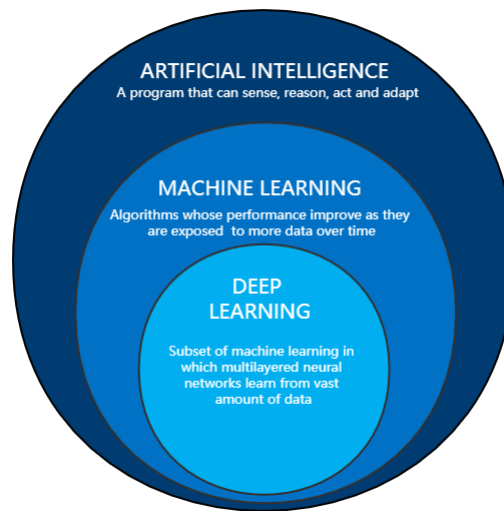 ARTIFICIAL INTELLIGENCE
A program that can sense, reason, act and adapt
MACHINE LEARNING
Algorithms whose performance improve as they
are exposed to more data over time
DEEP
LEARNING
Subset of machine learning in
which multilayered neural
networks learn from vast
amount of data